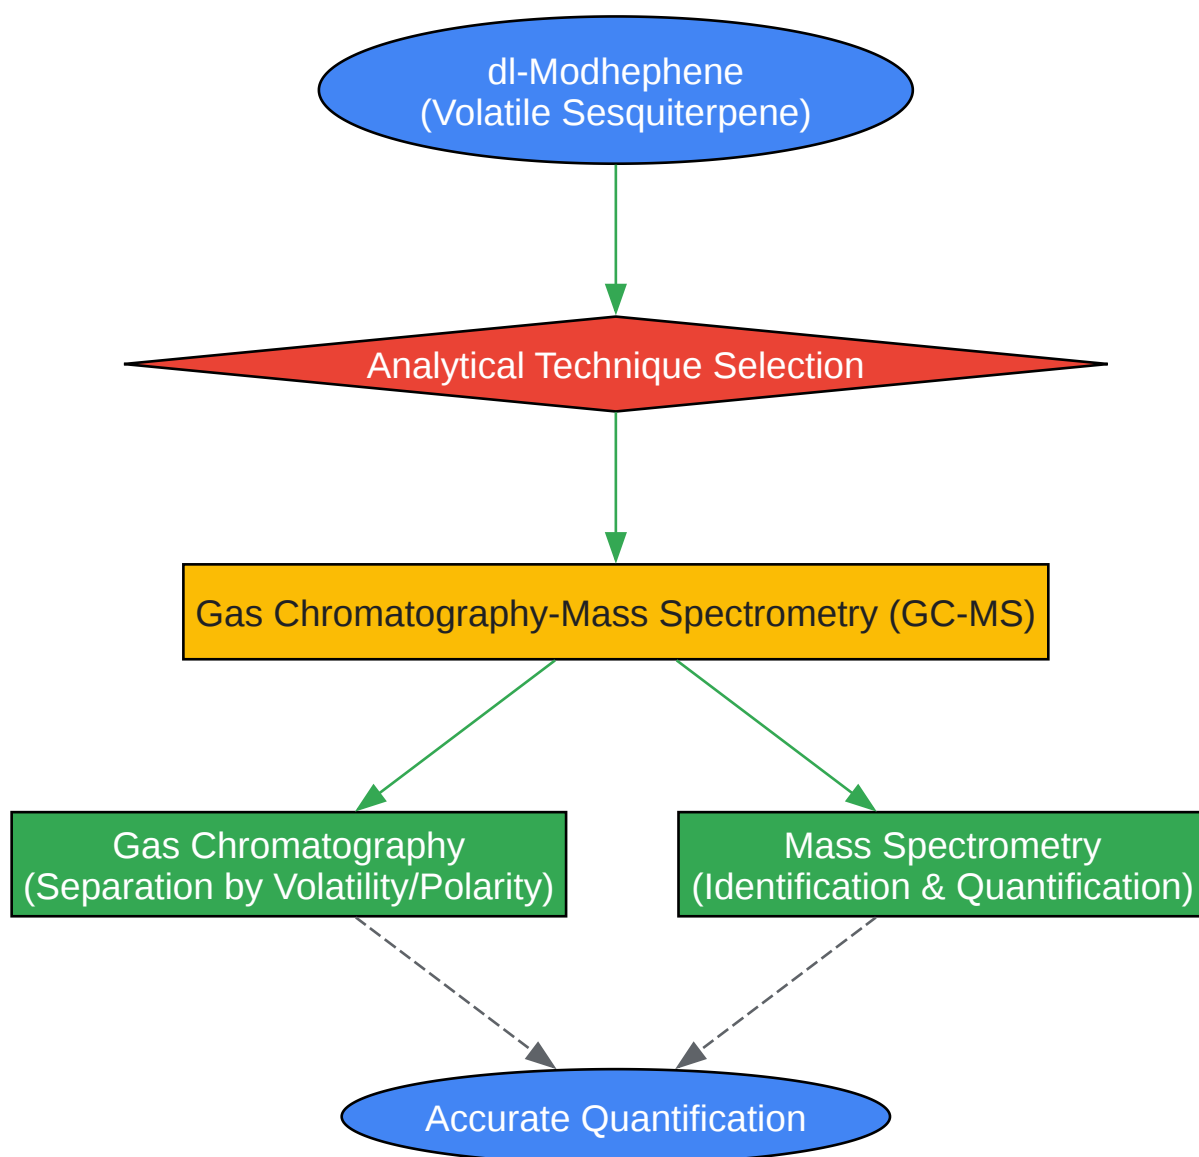 dl-Modhephene
(Volatile Sesquiterpene)
Analytical Technique Selection
Gas Chromatography-Mass Spectrometry (GC-MS)
Gas Chromatography
(Separation by Volatility/Polarity)
Mass Spectrometry
(Identification & Quantification)
Accurate Quantification